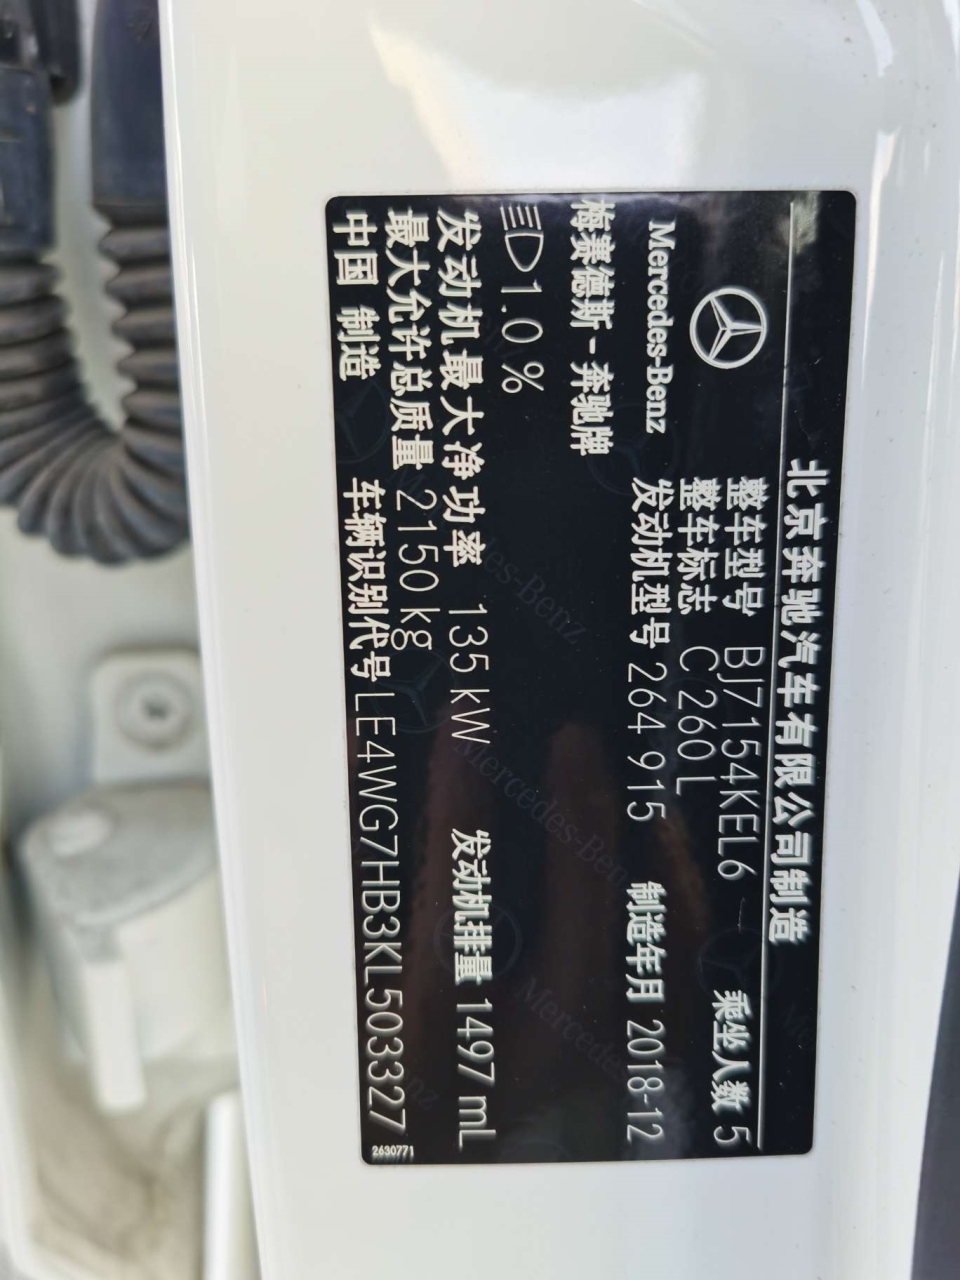 北京奔驰汽车有限公司制造
Mercedes-Benz
整车型号 BJ7154KEL6 乘坐人数 5
整车标志 C 260 L
发动机型号 264 915 制造年月 2018-12
梅赛德斯-奔驰牌
1.0 %
发动机最大净功率 135 kW 发动机排量 1497 mL
最大允许总质量 2150 kg
中国 制造 车辆识别代号 LE4WG7HB3KL503327
2630771